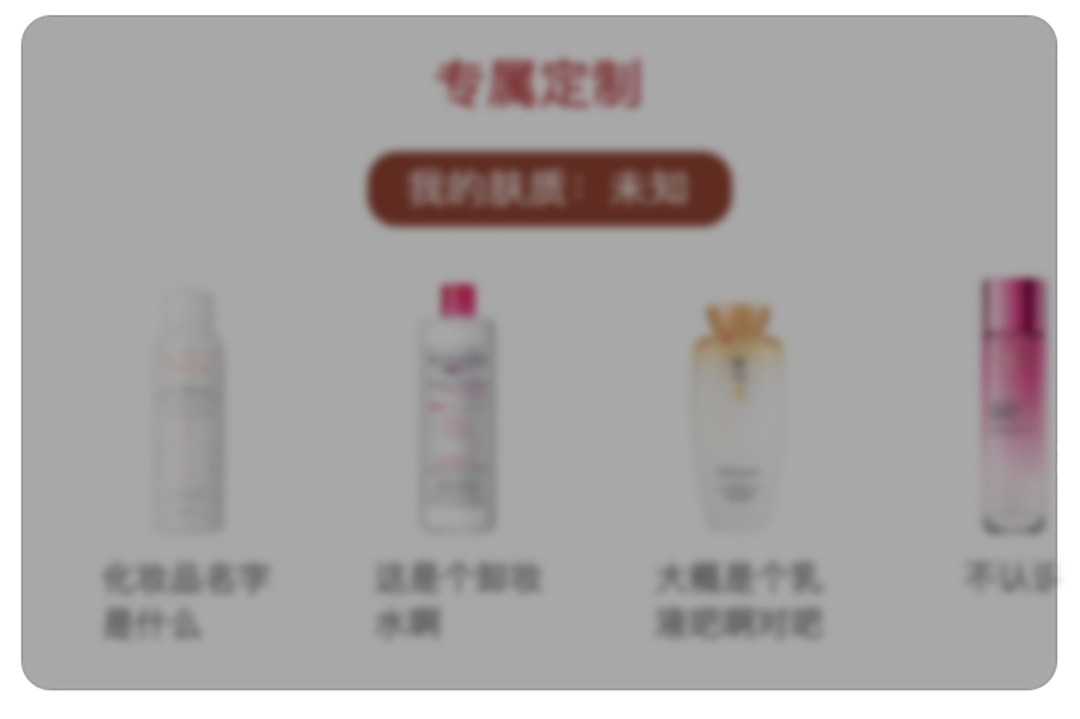 专属定制
我的肤质：未知
化妆品名字
是什么
这是个卸妆
水啊
大概是个乳
液吧啊对吧
不认